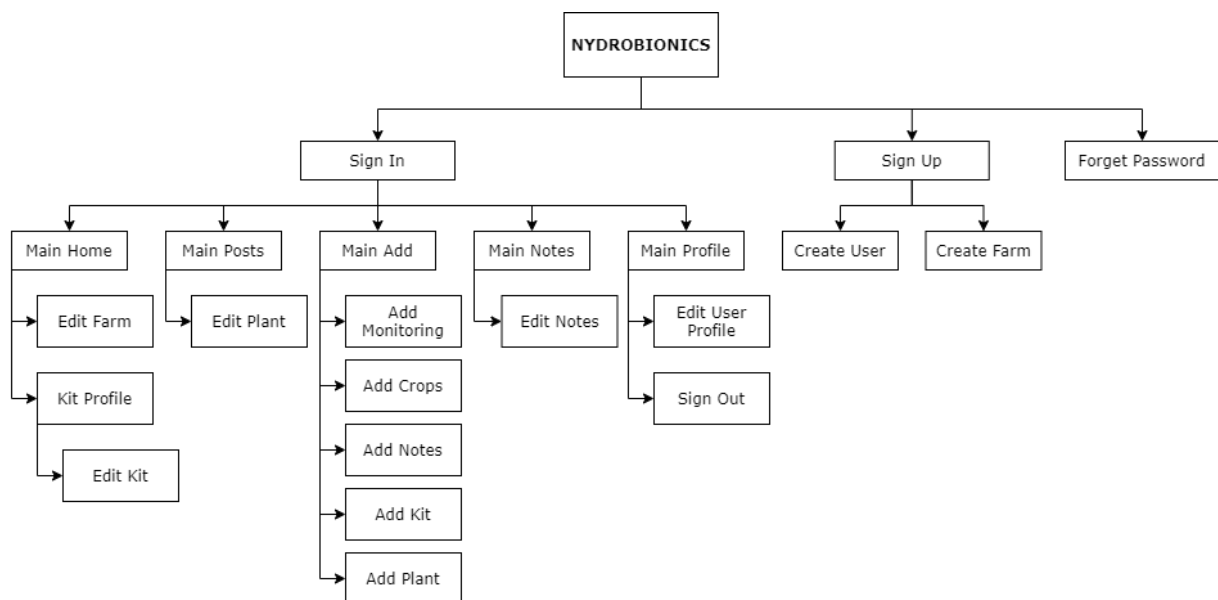 NYDROBIONICS
Sign In
Sign Up
Forget Password
Main Home
Main Posts
Main Add
Main Notes
Main Profile
Create User
Create Farm
Edit Farm
Edit Plant
Add
Monitoring
Edit Notes
Edit User
Profile
Kit Profile
Add Crops
Sign Out
Edit Kit
Add Notes
Add Kit
Add Plant